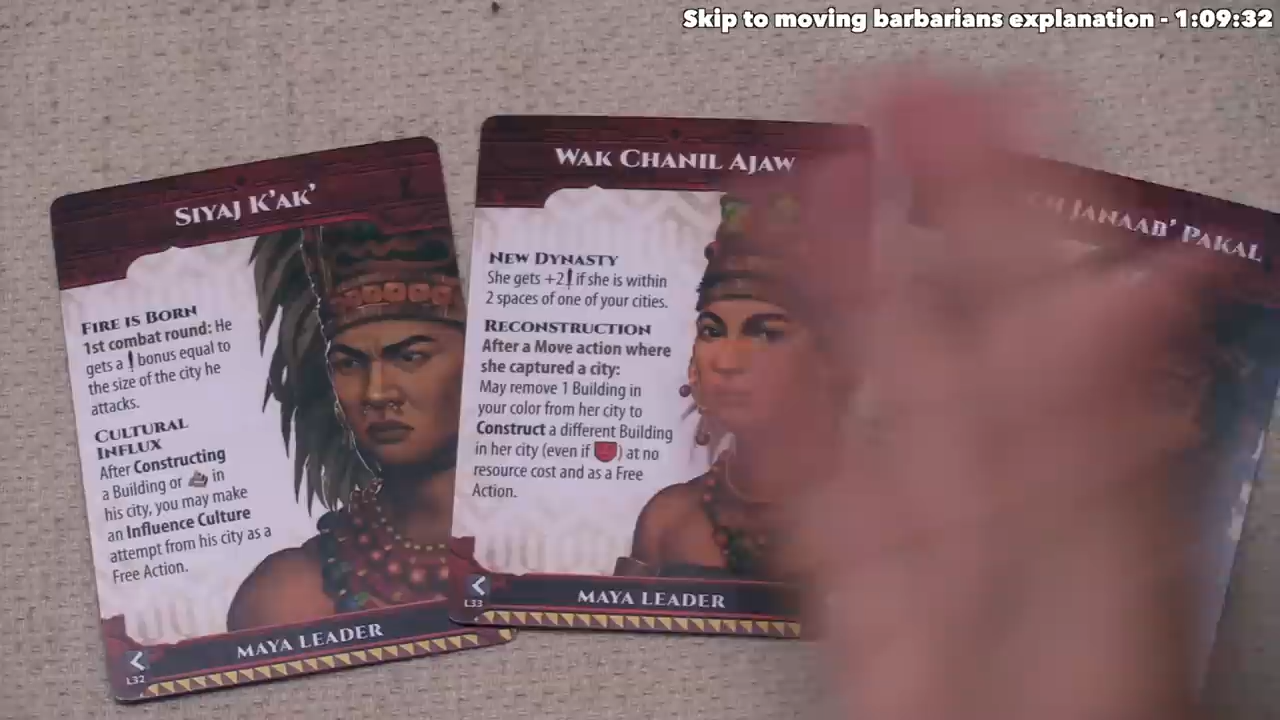 Skip to moving barbarians explanation - 1:09:32
SIYAJ K'AK'
FIRE IS BORN
1st combat round: He
gets a bonus equal to
the size of the city he
attacks.
CULTURAL
INFLUX
After Constructing
a Building or in
his city, you may make
an Influence Culture
attempt from his city as a
Free Action.
MAYA LEADER
L32
WAK CHANIL AJAW
NEW DYNASTY
She gets +2 if she is within
2 spaces of one of your cities.
RECONSTRUCTION
After a Move action where
she captured a city:
May remove 1 Building in
your color from her city to
Construct a different Building
in her city (even if ) at no
resource cost and as a Free
Action.
MAYA LEADER
L33
JANAAB' PAKAL